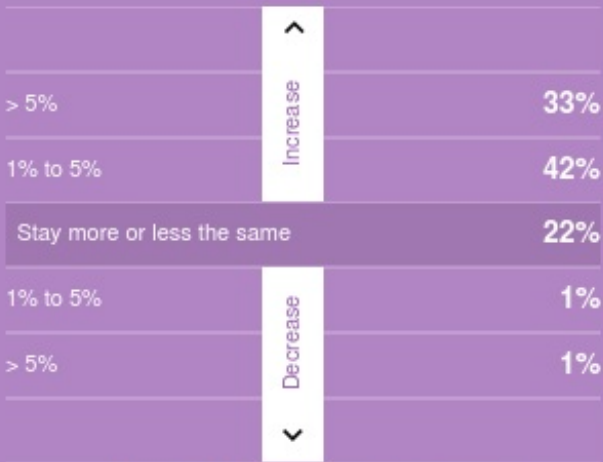 > 5% Increase 33%
1% to 5% 42%
Stay more or less the same 22%
1% to 5% Decrease 1%
> 5% 1%